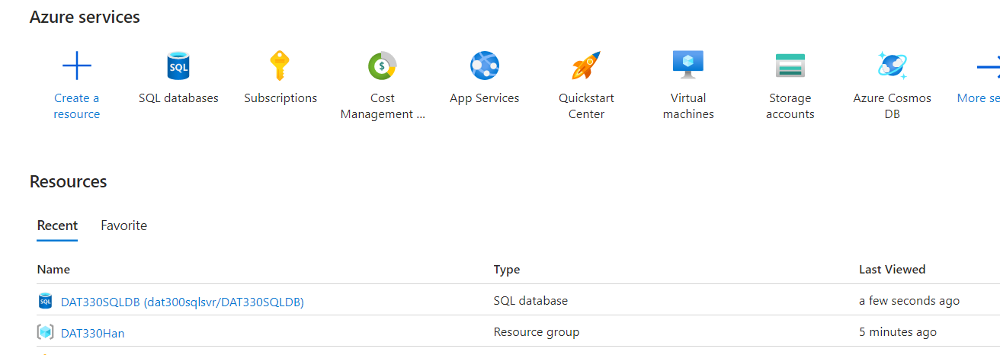 Azure services
Create a resource
SQL
SQL databases
Subscriptions
$
Cost Management ...
App Services
Quickstart Center
Virtual machines
Storage accounts
Azure Cosmos DB
More se
Resources
Recent Favorite
Name Type Last Viewed
SQL DAT330SQLDB (dat300sqlsvr/DAT330SQLDB) SQL database a few seconds ago
DAT330Han Resource group 5 minutes ago